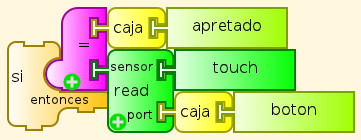 caja apretado
=
si
sensor touch
read
entonces
port caja boton